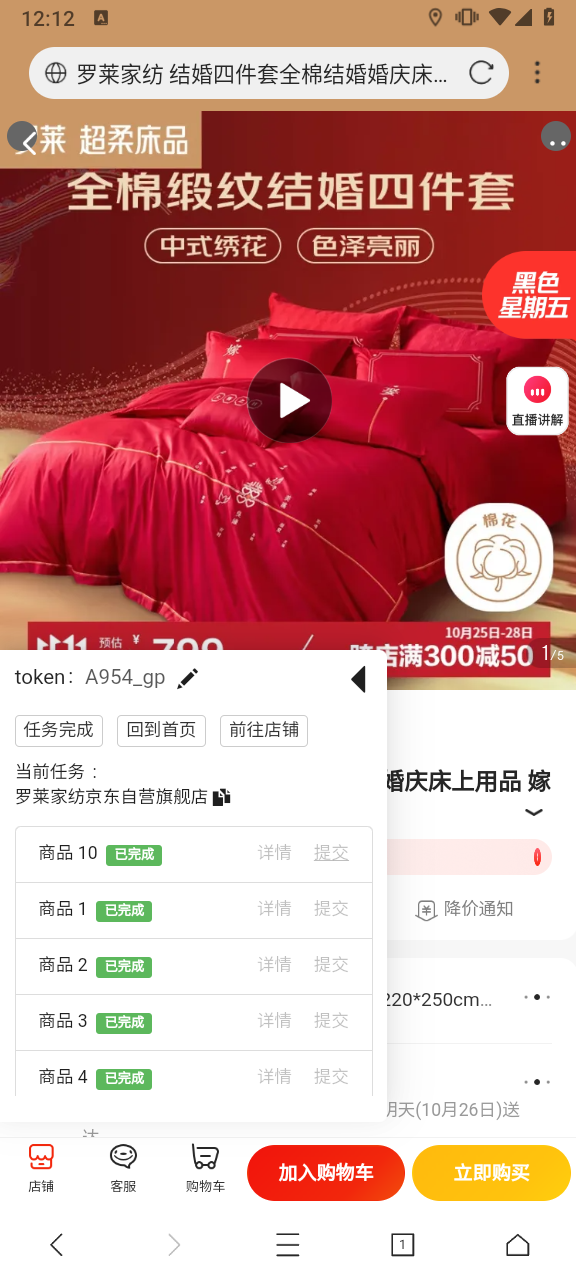 12:12
罗莱家纺 结婚四件套全棉结婚婚庆床...
莱 超柔床品
全棉缎纹结婚四件套
中式绣花 色泽亮丽
黑色
星期五
嫁
直播讲解
棉花
预估 ¥
10月25日-28日
跨店满300减50
1/5
token： A954_gp
任务完成 回到首页 前往店铺
当前任务 ：
罗莱家纺京东自营旗舰店
婚庆床上用品 嫁
商品 10 已完成 详情 提交
降价通知
商品 1 已完成 详情 提交
商品 2 已完成 详情 提交
220*250cm...
商品 3 已完成 详情 提交
商品 4 已完成 详情 提交
明天(10月26日)送
店铺 客服 购物车 加入购物车 立即购买
1